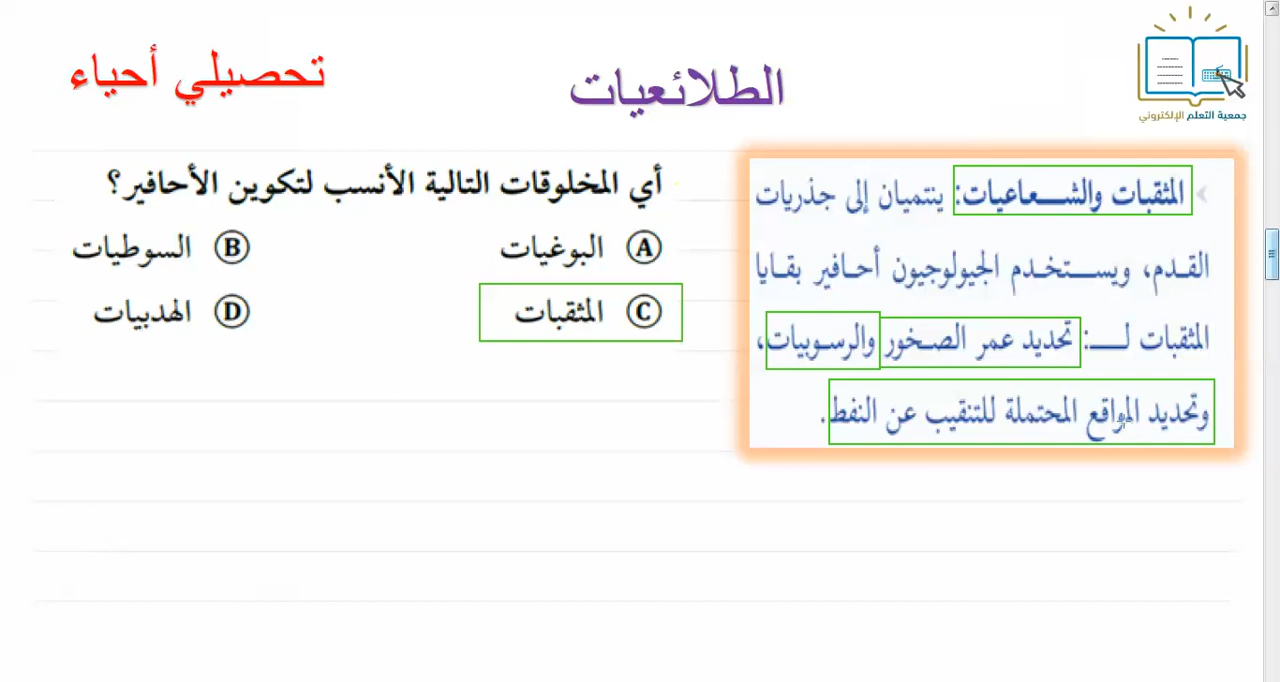 جمعية التعلم الإلكتروني
الطلائعيات
تحصيلي أحياء
المثقبات والشعاعيات: ينتميان إلى جذريات
القدم، ويستخدم الجيولوجيون أحافير بقايا
المثقبات لـ: تحديد عمر الصخور والرسوبيات،
وتحديد المواقع المحتملة للتنقيب عن النفط.
أي المخلوقات التالية الأنسب لتكوين الأحافير؟
A البوغيات
B السوطيات
C المثقبات
D الهدبيات